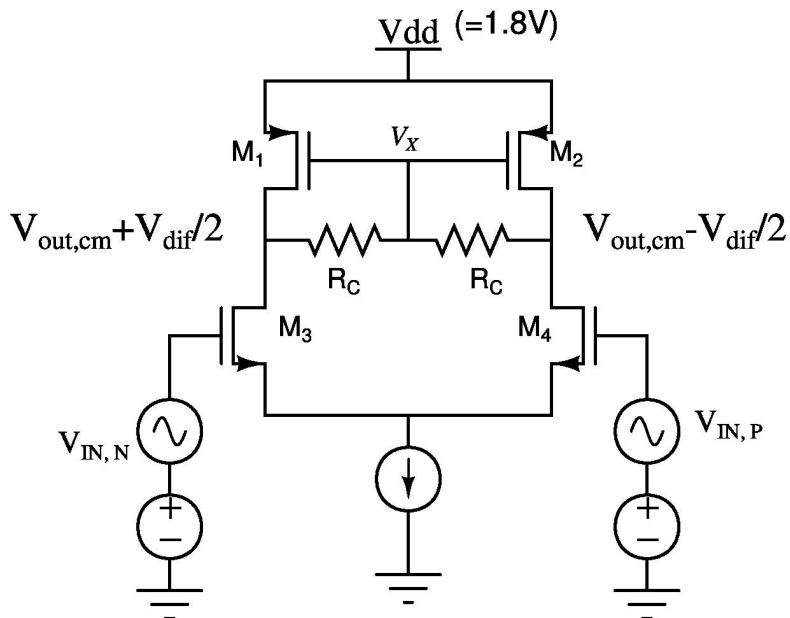 Vdd (=1.8V)
M1 VX M2
Vout,cm+Vdif/2 Vout,cm-Vdif/2
RC RC
M3 M4
VIN, N VIN, P
+ +
− −